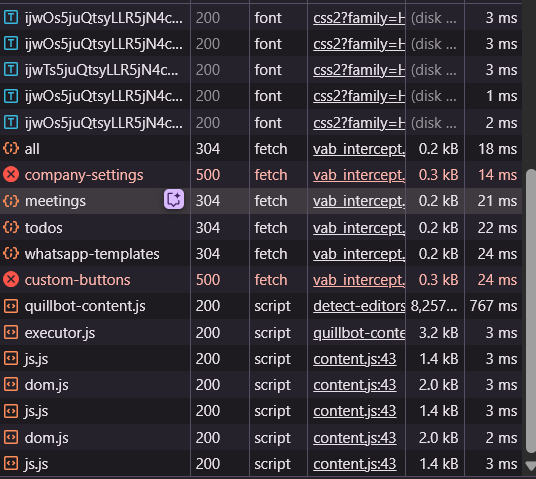 ijwOs5juQtsyLLR5jN4c... 200 font css2?family=H (disk ... 3 ms
ijwOs5juQtsyLLR5jN4c... 200 font css2?family=H (disk ... 3 ms
ijwTs5juQtsyLLR5jN4c... 200 font css2?family=H (disk ... 3 ms
ijwOs5juQtsyLLR5jN4c... 200 font css2?family=H (disk ... 1 ms
ijwOs5juQtsyLLR5jN4c... 200 font css2?family=H (disk ... 2 ms
all 304 fetch vab_intercept. 0.2 kB 18 ms
company-settings 500 fetch vab_intercept. 0.3 kB 14 ms
meetings 304 fetch vab_intercept. 0.2 kB 21 ms
todos 304 fetch vab_intercept. 0.2 kB 22 ms
whatsapp-templates 304 fetch vab_intercept. 0.2 kB 24 ms
custom-buttons 500 fetch vab_intercept. 0.3 kB 24 ms
quillbot-content.js 200 script detect-editors 8,257... 767 ms
executor.js 200 script quillbot-conte 3.2 kB 3 ms
js.js 200 script content.js:43 1.4 kB 3 ms
dom.js 200 script content.js:43 2.0 kB 3 ms
js.js 200 script content.js:43 1.4 kB 3 ms
dom.js 200 script content.js:43 2.0 kB 2 ms
js.js 200 script content.js:43 1.4 kB 3 ms